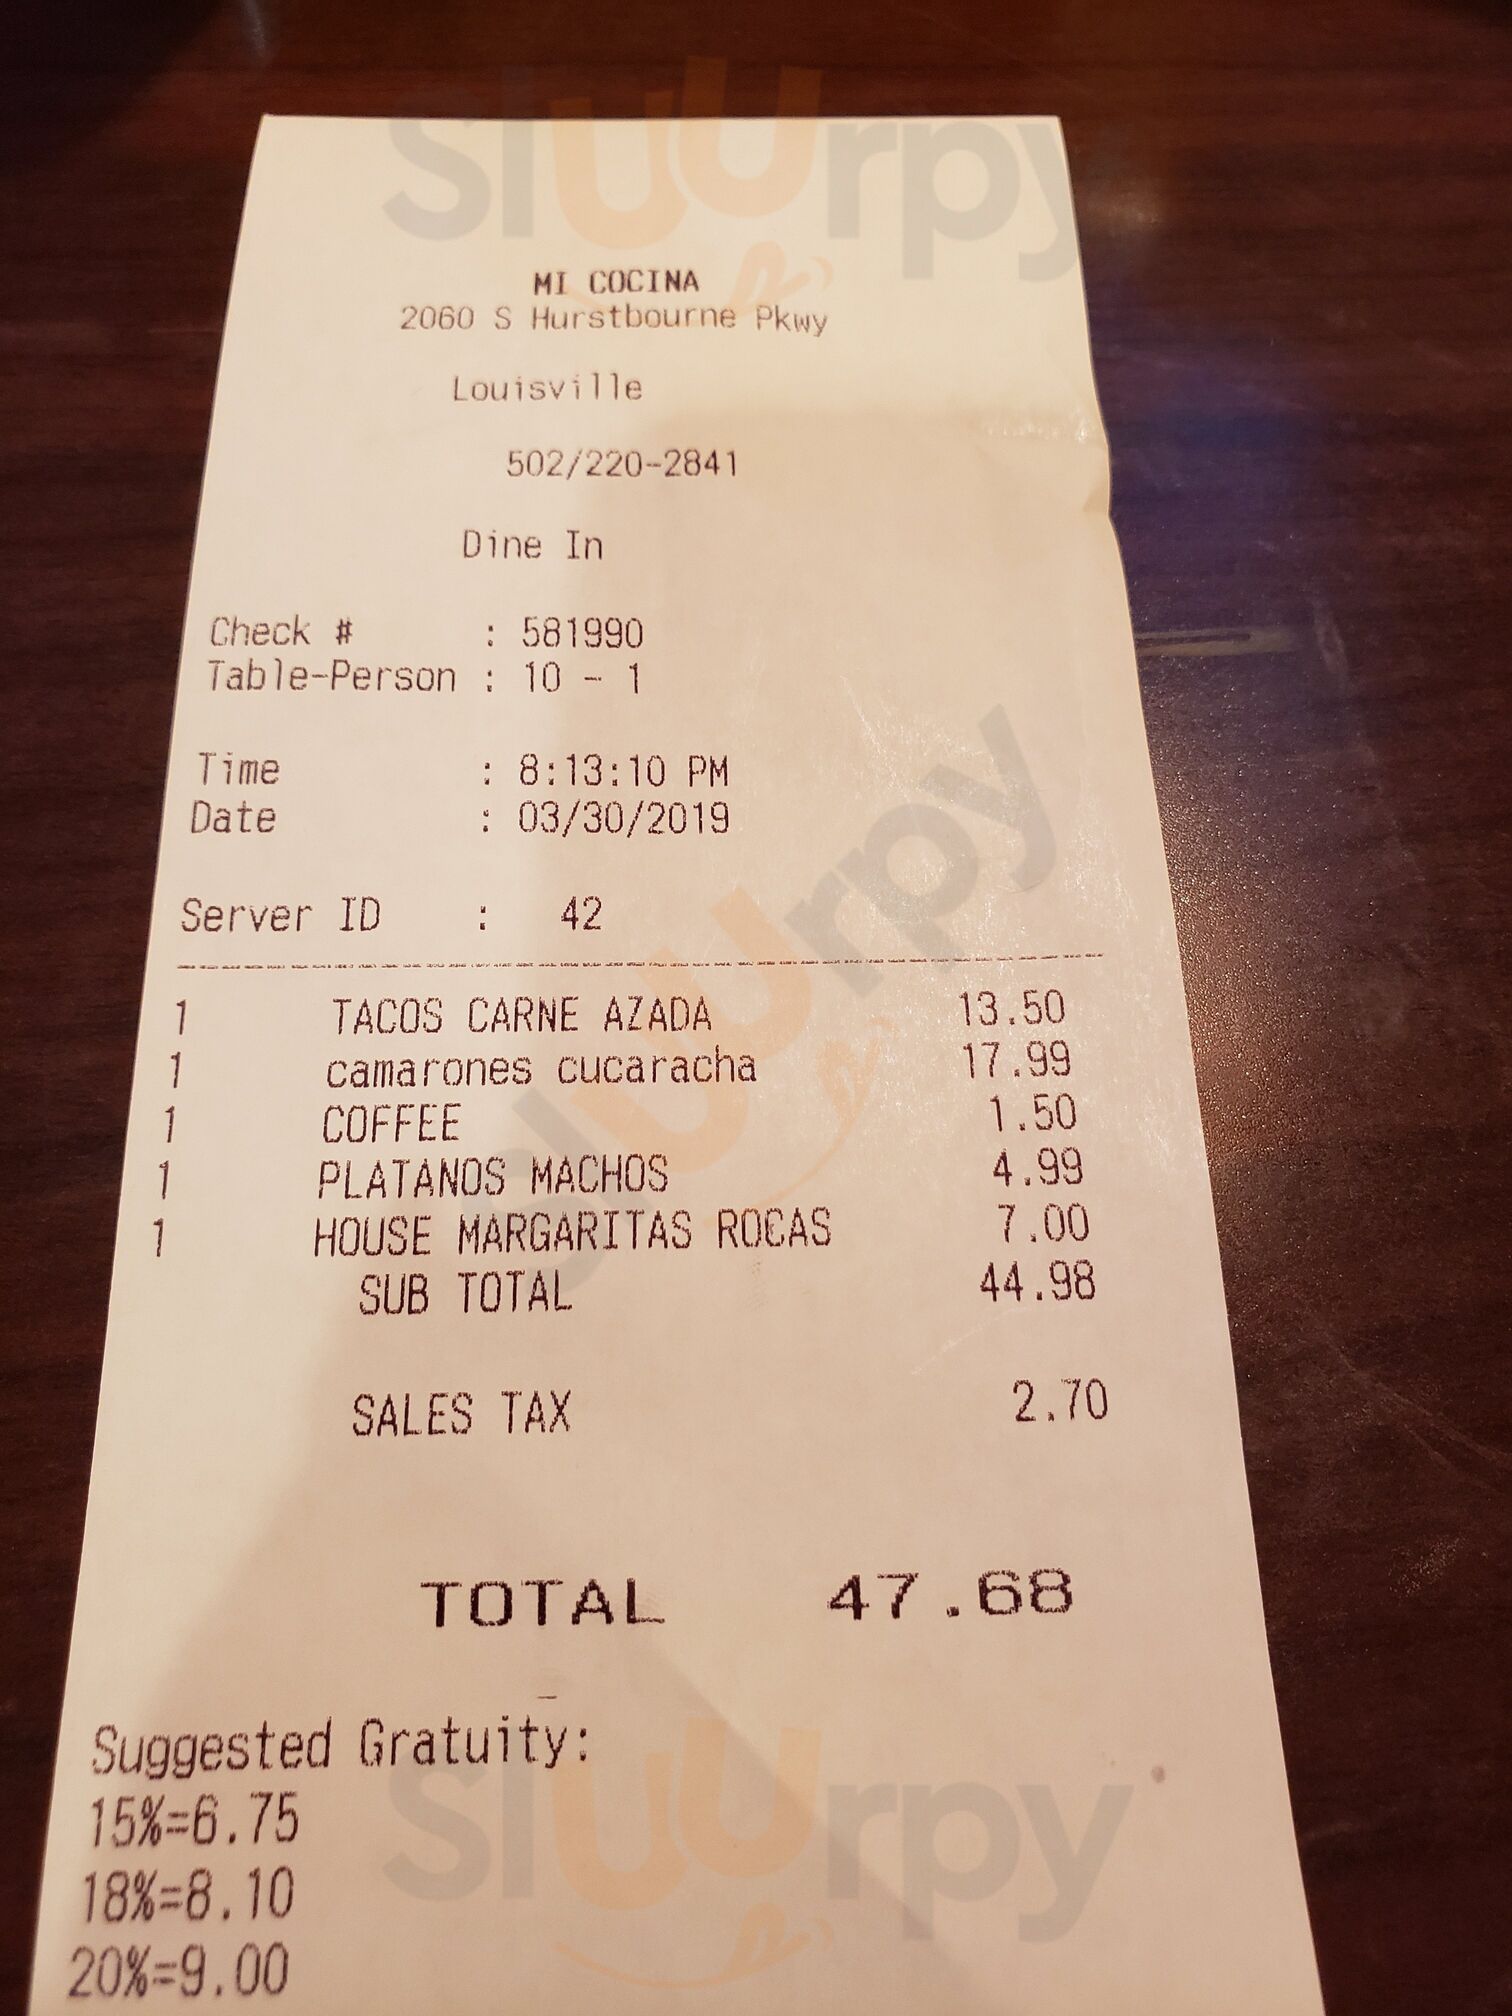 sluurpy
MI COCINA
2060 S Hurstbourne Pkwy
Louisville
502/220-2841
Dine In
Check # : 581990
Table-Person : 10 - 1
Time : 8:13:10 PM
Date : 03/30/2019
Server ID : 42
sluurpy
1 TACOS CARNE AZADA 13.50
1 camarones cucaracha 17.99
1 COFFEE 1.50
1 PLATANOS MACHOS 4.99
1 HOUSE MARGARITAS ROCAS 7.00
SUB TOTAL 44.98
SALES TAX 2.70
TOTAL 47.68
Suggested Gratuity:
15%=6.75
18%=8.10
20%=9.00
sluurpy